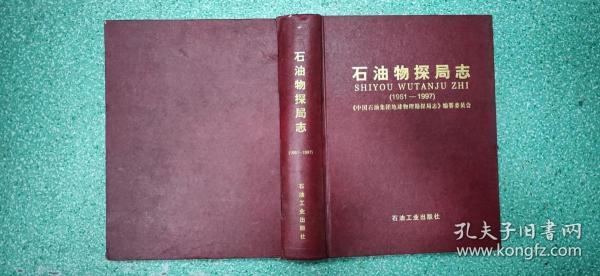 石油物探局志
(1961—1997)
石油工业出版社
石油物探局志
SHIYOU WUTANJU ZHI
(1961—1997)
《中国石油集团地球物理勘探局志》编纂委员会
石油工业出版社
孔夫子旧书网
www.kongfz.com